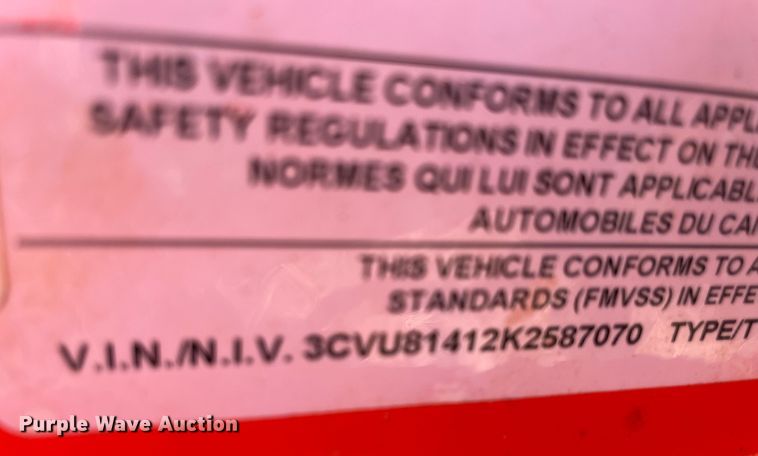 THIS VEHICLE CONFORMS TO ALL APPL
SAFETY REGULATIONS IN EFFECT ON THE
NORMES QUI LUI SONT APPLICABL
AUTOMOBILES DU CAN
THIS VEHICLE CONFORMS TO A
STANDARDS (FMVSS) IN EFFE
V.I.N./N.I.V. 3CVU81412K2587070 TYPE/T
Purple Wave Auction